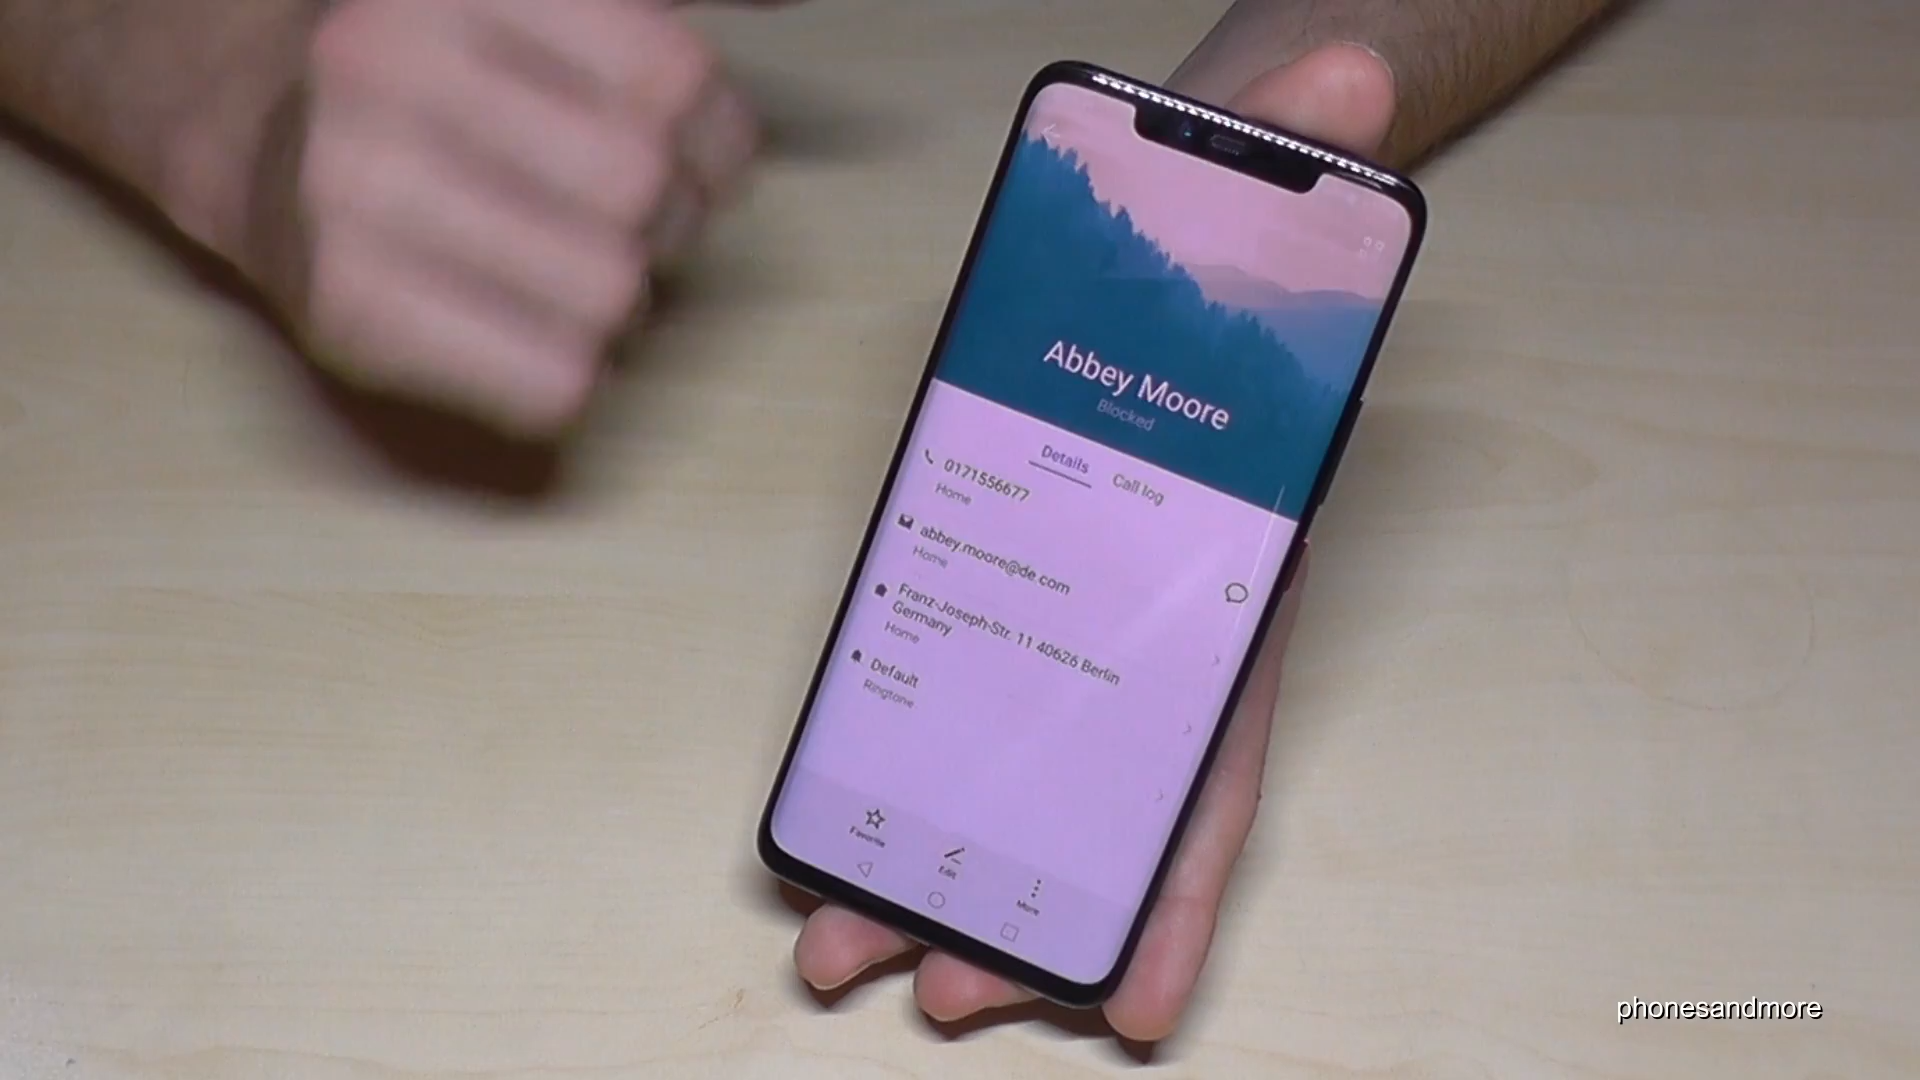 Abbey Moore
Blocked
Details
Call log
0171556677
Home
abbey.moore@de.com
Home
Franz-Joseph-Str. 11 40626 Berlin
Germany
Home
Default
Ringtone
Favorite
Edit
More
phonesandmore